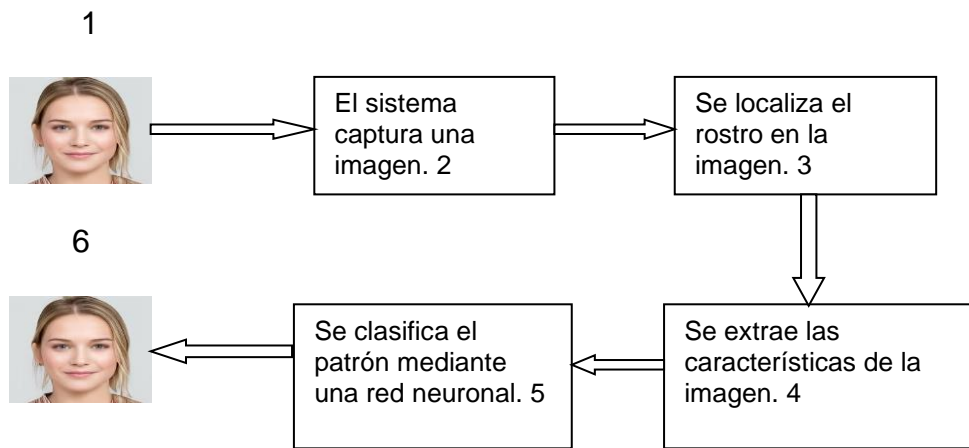 1
El sistema
captura una
imagen. 2
Se localiza el
rostro en la
imagen. 3
6
Se clasifica el
patrón mediante
una red neuronal. 5
Se extrae las
características de la
imagen. 4